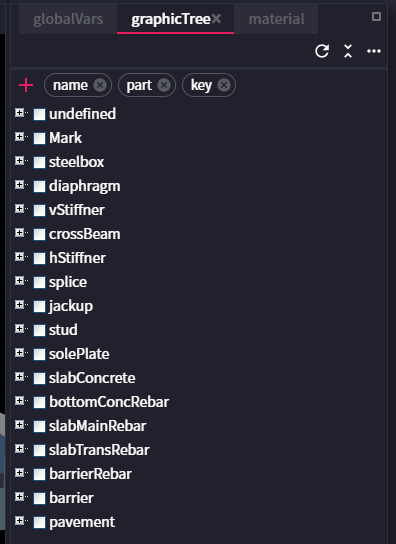 globalVars graphicTree material
name part key
undefined
Mark
steelbox
diaphragm
vStiffner
crossBeam
hStiffner
splice
jackup
stud
solePlate
slabConcrete
bottomConcRebar
slabMainRebar
slabTransRebar
barrierRebar
barrier
pavement